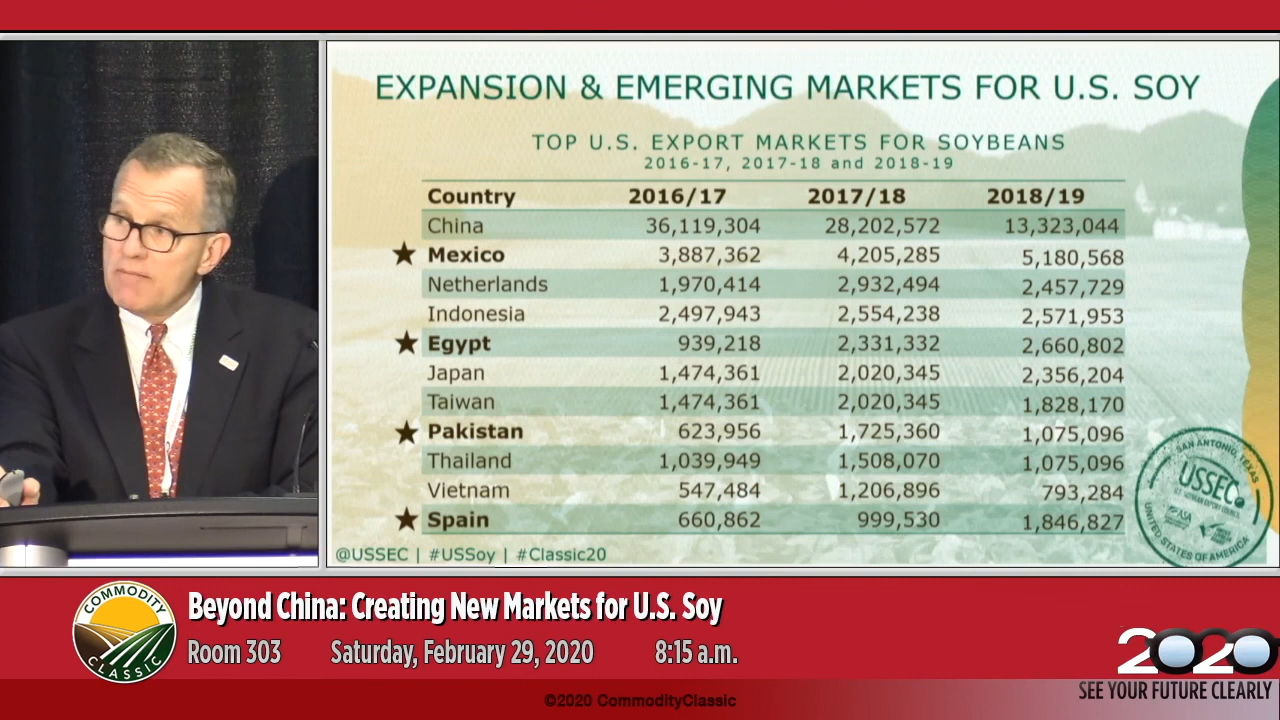 EXPANSION & EMERGING MARKETS FOR U.S. SOY
TOP U.S. EXPORT MARKETS FOR SOYBEANS
2016-17, 2017-18 and 2018-19
Country 2016/17 2017/18 2018/19
China 36,119,304 28,202,572 13,323,044
★ Mexico 3,887,362 4,205,285 5,180,568
Netherlands 1,970,414 2,932,494 2,457,729
Indonesia 2,497,943 2,554,238 2,571,953
★ Egypt 939,218 2,331,332 2,660,802
Japan 1,474,361 2,020,345 2,356,204
Taiwan 1,474,361 2,020,345 1,828,170
★ Pakistan 623,956 1,725,360 1,075,096
Thailand 1,039,949 1,508,070 1,075,096
Vietnam 547,484 1,206,896 793,284
★ Spain 660,862 999,530 1,846,827
SAN ANTONIO, TEXAS
USSEC
UNITED STATES OF AMERICA
@USSEC | #USSoy | #Classic20
COMMODITY
CLASSIC
Beyond China: Creating New Markets for U.S. Soy
Room 303 Saturday, February 29, 2020 8:15 a.m.
2020
SEE YOUR FUTURE CLEARLY
©2020 CommodityClassic